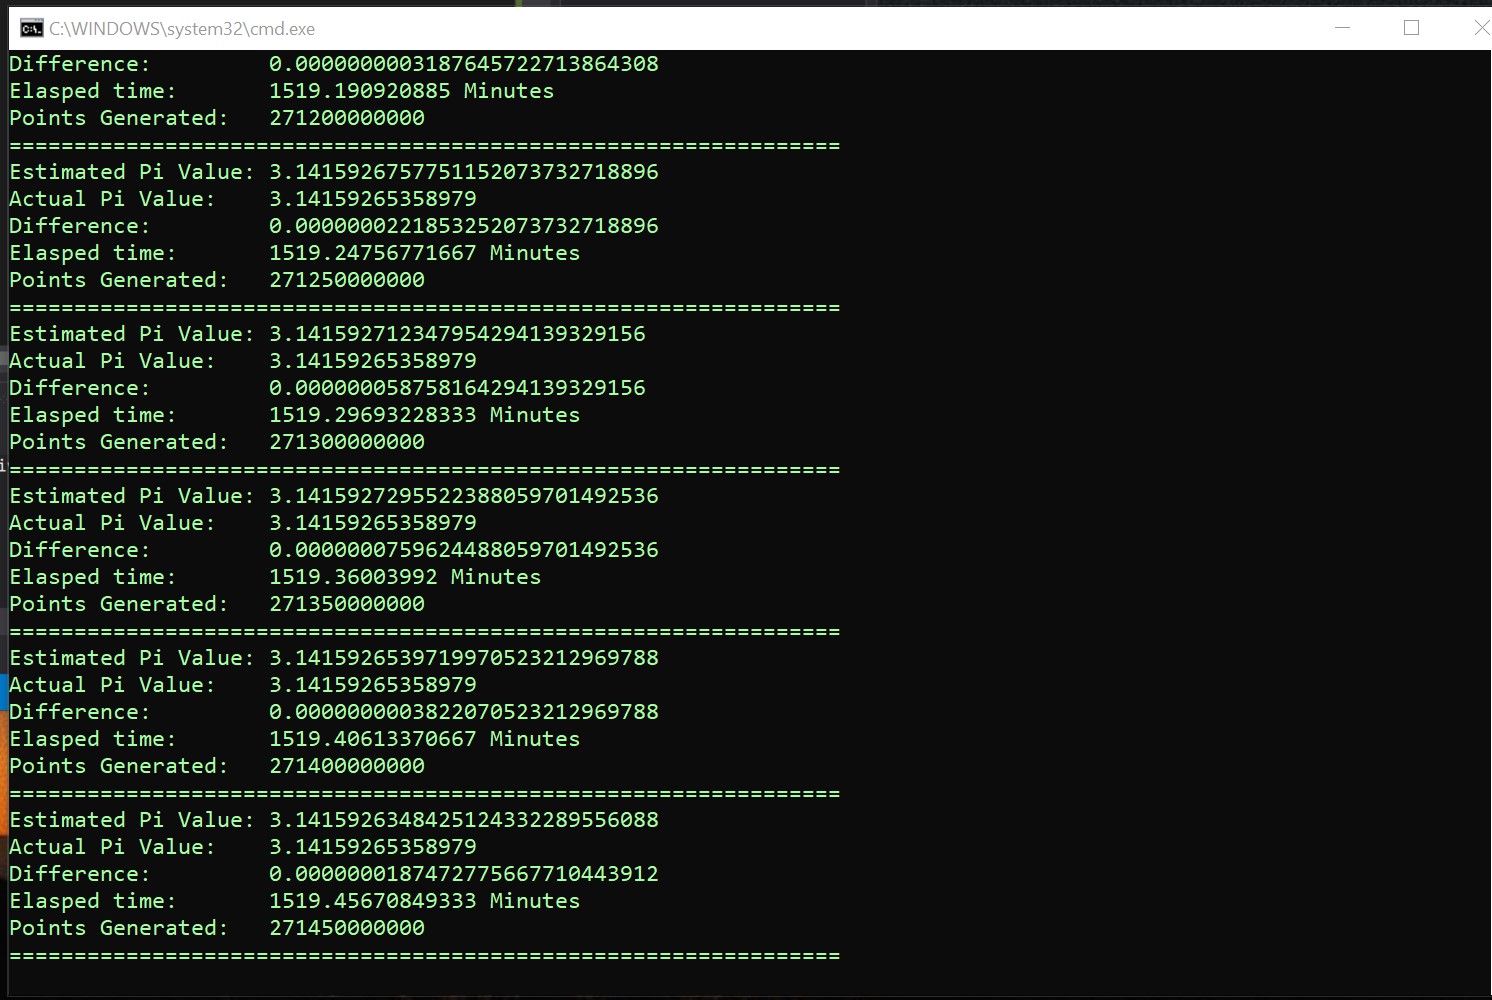 C:\WINDOWS\system32\cmd.exe
Difference: 0.0000000003187645722713864308
Elasped time: 1519.190920885 Minutes
Points Generated: 271200000000
================================================================
Estimated Pi Value: 3.1415926757751152073732718896
Actual Pi Value: 3.14159265358979
Difference: 0.0000000221853252073732718896
Elasped time: 1519.24756771667 Minutes
Points Generated: 271250000000
================================================================
Estimated Pi Value: 3.141592712347954294139329156
Actual Pi Value: 3.14159265358979
Difference: 0.000000058758164294139329156
Elasped time: 1519.29693228333 Minutes
Points Generated: 271300000000
================================================================
Estimated Pi Value: 3.1415927295522388059701492536
Actual Pi Value: 3.14159265358979
Difference: 0.0000000759624488059701492536
Elasped time: 1519.36003992 Minutes
Points Generated: 271350000000
================================================================
Estimated Pi Value: 3.1415926539719970523212969788
Actual Pi Value: 3.14159265358979
Difference: 0.0000000003822070523212969788
Elasped time: 1519.40613370667 Minutes
Points Generated: 271400000000
================================================================
Estimated Pi Value: 3.1415926348425124332289556088
Actual Pi Value: 3.14159265358979
Difference: 0.0000000187472775667710443912
Elasped time: 1519.45670849333 Minutes
Points Generated: 271450000000
================================================================